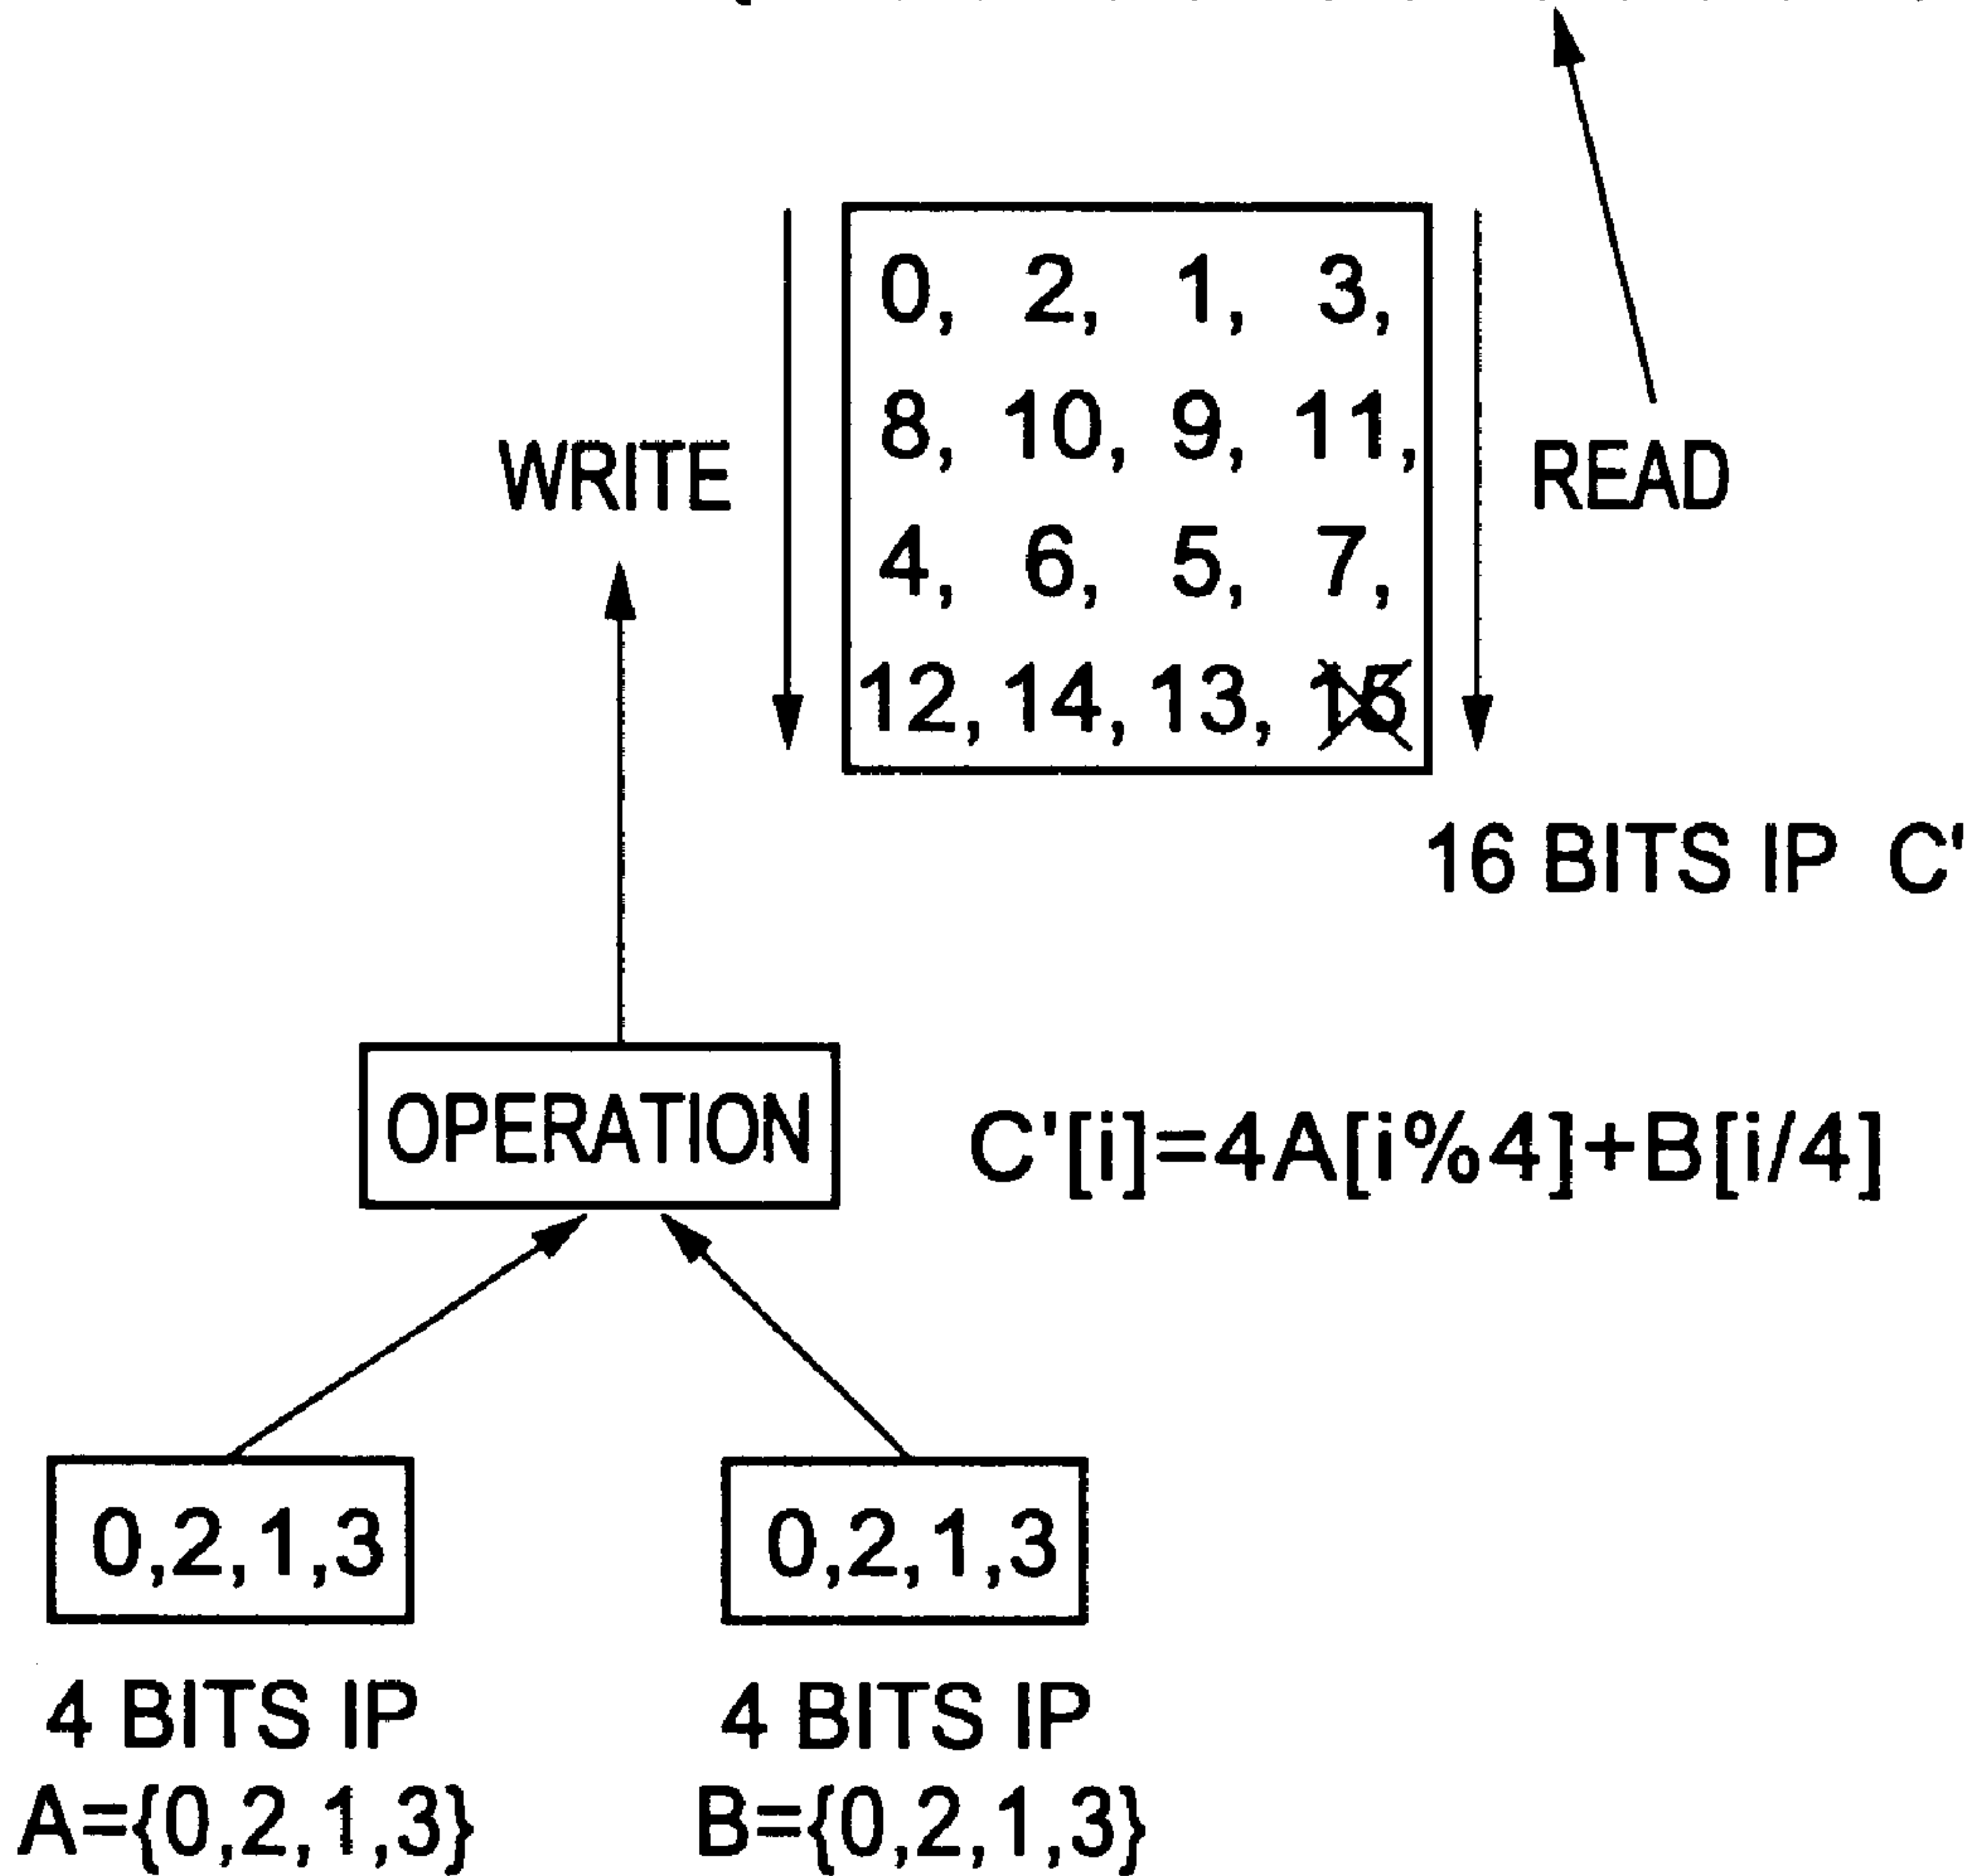 0, 2, 1, 3,
8, 10, 9, 11,
WRITE
READ
4, 6, 5, 7,
12, 14, 13, 15
16 BITS IP C'
OPERATION
C'[i]=4A[i%4]+B[i/4]
0,2,1,3
0,2,1,3
4 BITS IP
4 BITS IP
A={0,2,1,3}
B={0,2,1,3}